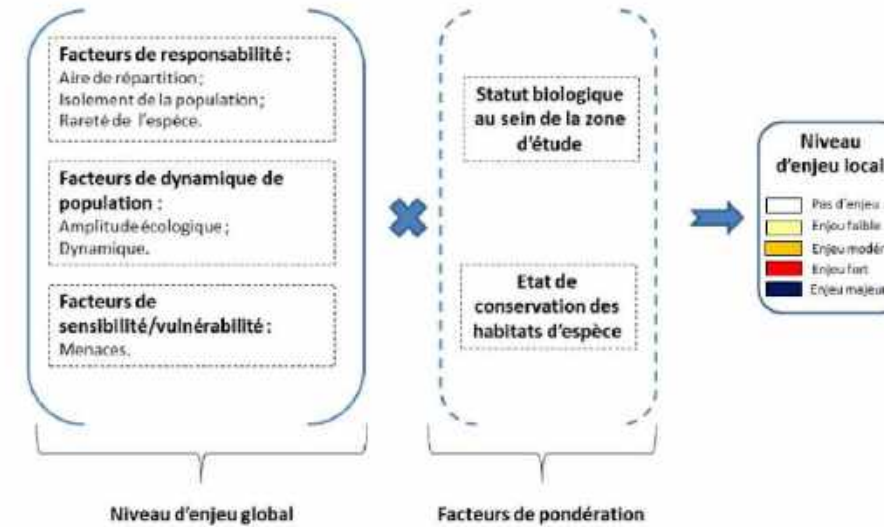 Facteurs de responsabilité :
Aire de répartition ;
Isolement de la population ;
Rareté de l'espèce.
Facteurs de dynamique de
population :
Amplitude écologique ;
Dynamique.
Facteurs de
sensibilité/vulnérabilité :
Menaces.
Niveau d'enjeu global
Statut biologique
au sein de la zone
d'étude
Etat de
conservation des
habitats d'espèce
Facteurs de pondération
Niveau
d'enjeu local
Pas d'enjeu
Enjeu faible
Enjeu modér
Enjeu fort
Enjeu majeur